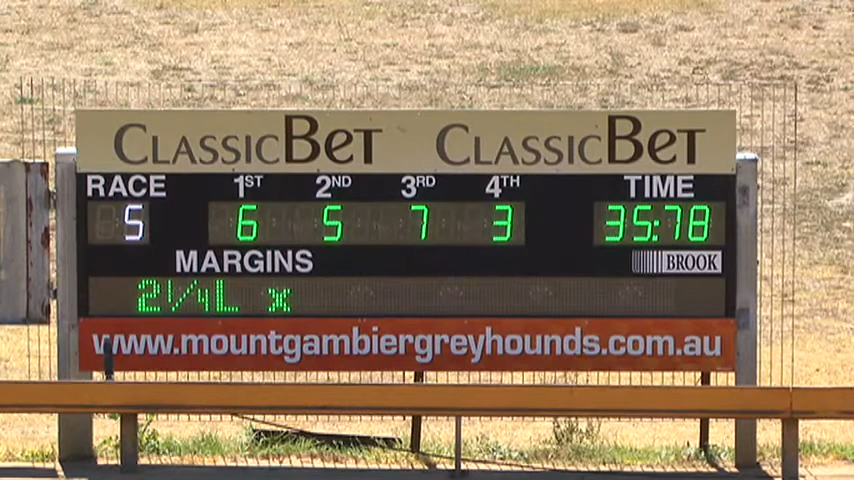 CLASSICBET CLASSICBET
RACE 1ST 2ND 3RD 4TH TIME
5 6 5 7 3 35:78
MARGINS
BROOK
2¼L x
www.mountgambiergreyhounds.com.au